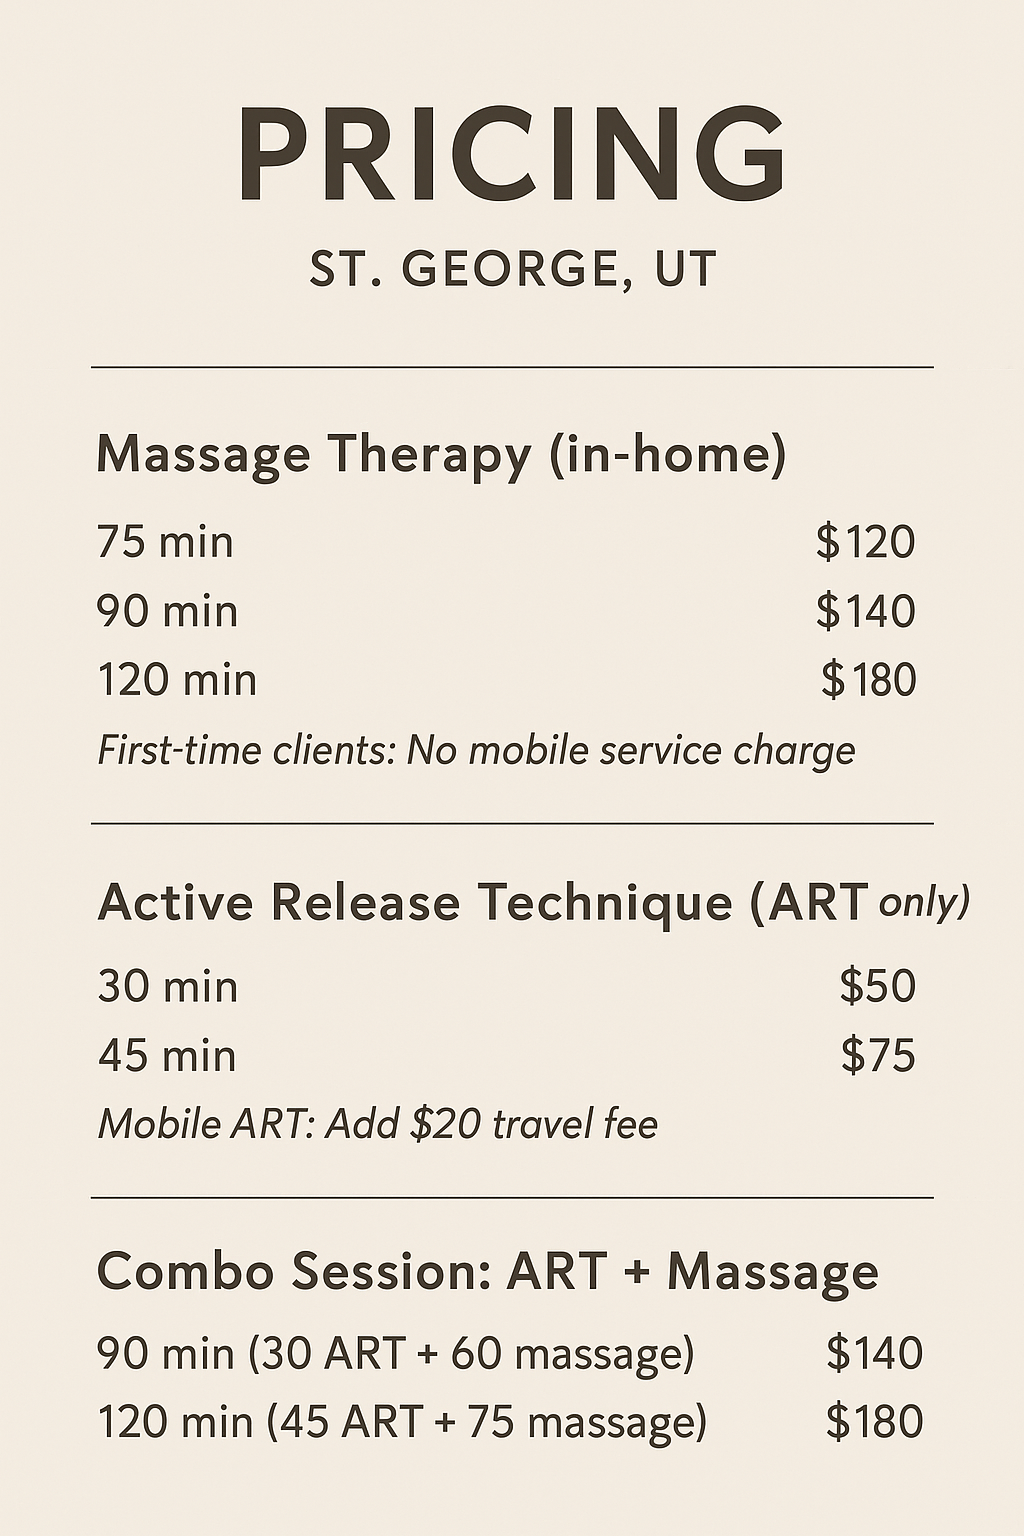 PRICING
ST. GEORGE, UT
Massage Therapy (in-home)
75 min $120
90 min $140
120 min $180
First-time clients: No mobile service charge
Active Release Technique (ART only)
30 min $50
45 min $75
Mobile ART: Add $20 travel fee
Combo Session: ART + Massage
90 min (30 ART + 60 massage) $140
120 min (45 ART + 75 massage) $180